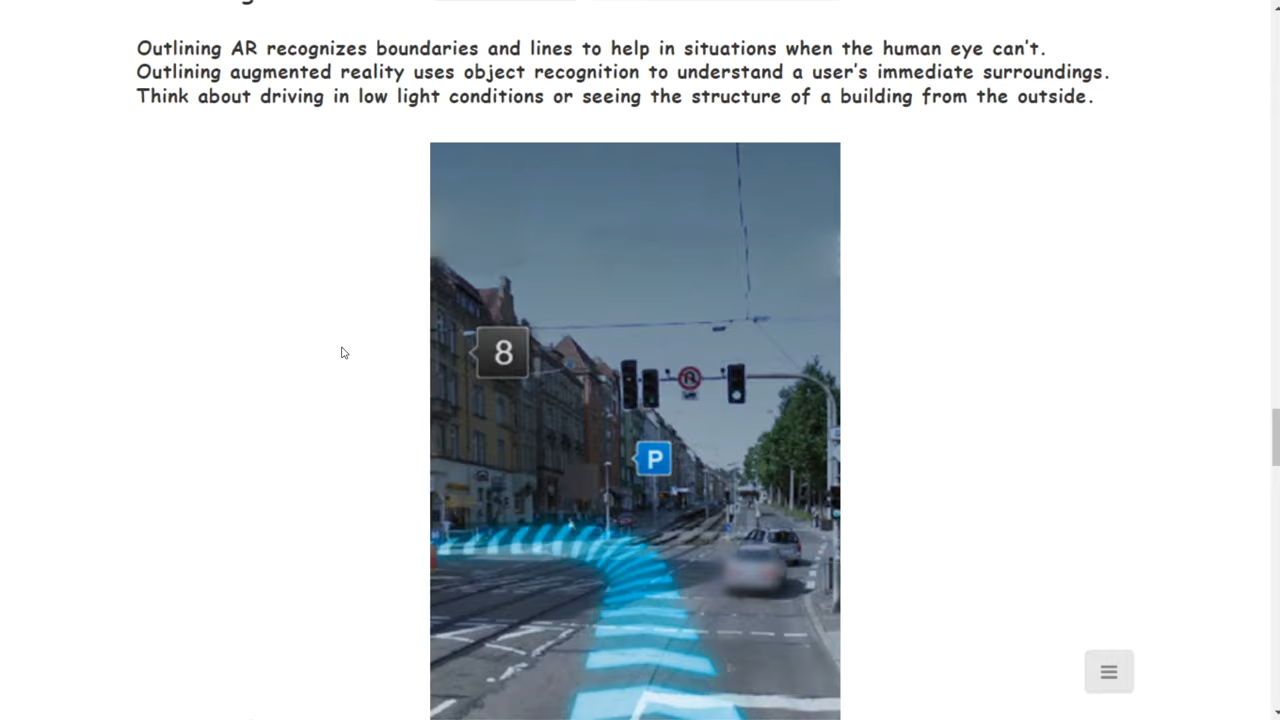 Outlining AR recognizes boundaries and lines to help in situations when the human eye can't.
Outlining augmented reality uses object recognition to understand a user's immediate surroundings.
Think about driving in low light conditions or seeing the structure of a building from the outside.
8
P